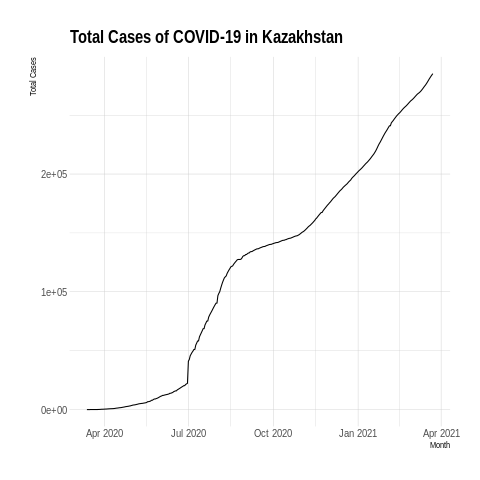 Total Cases of COVID-19 in Kazakhstan
Total Cases
2e+05
1e+05
0e+00
Apr 2020 Jul 2020 Oct 2020 Jan 2021 Apr 2021
Month